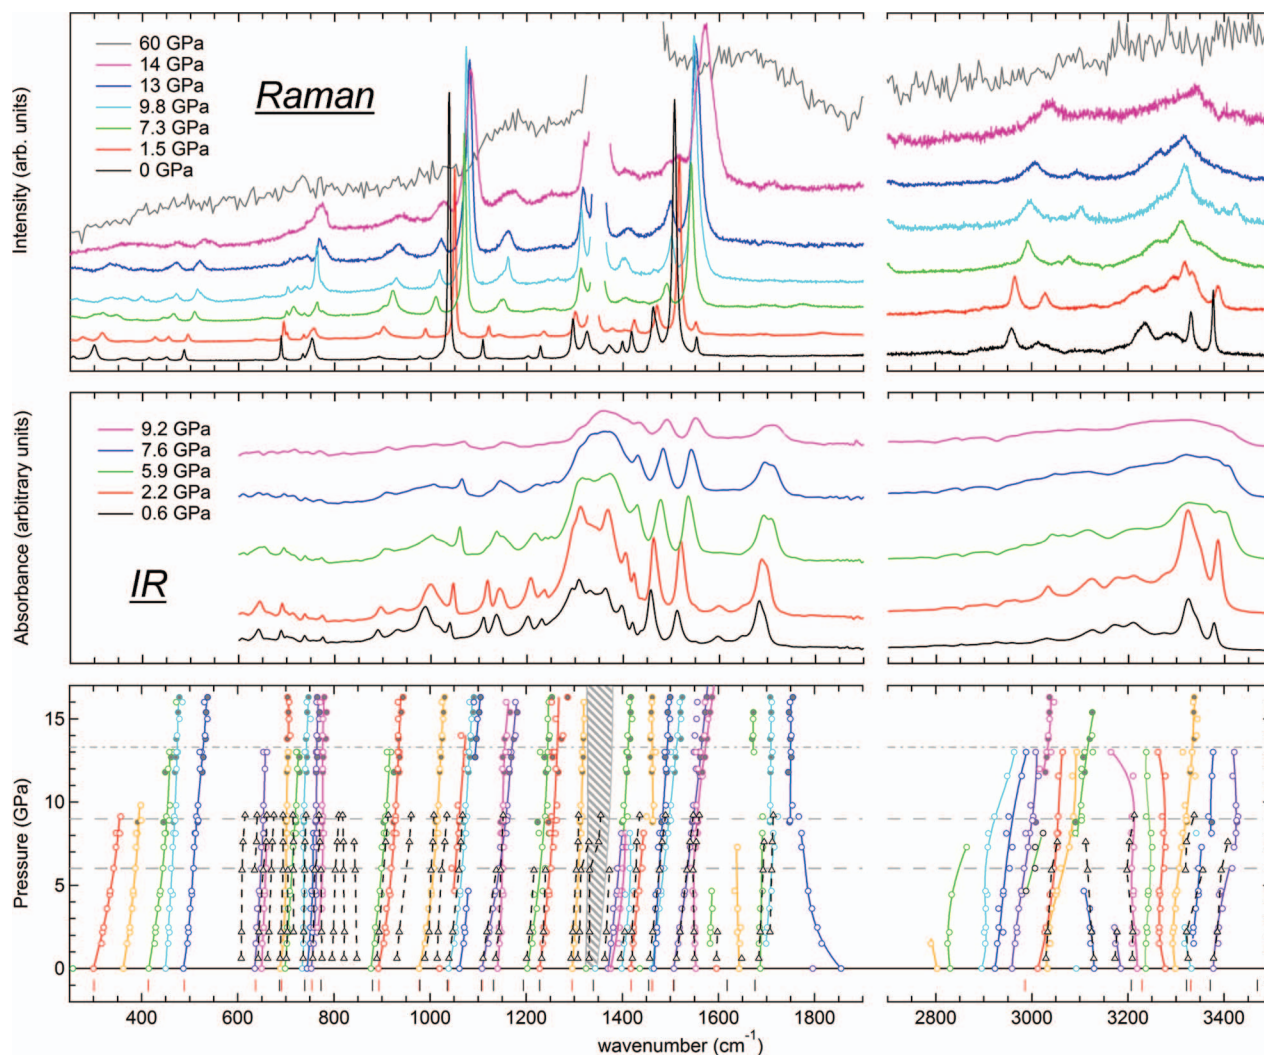 Intensity (arb. units)
60 GPa
14 GPa
13 GPa
9.8 GPa
7.3 GPa
1.5 GPa
0 GPa
Raman
Absorbance (arbitrary units)
9.2 GPa
7.6 GPa
5.9 GPa
2.2 GPa
0.6 GPa
IR
Pressure (GPa)
15
10
5
0
400 600 800 1000 1200 1400 1600 1800 2800 3000 3200 3400
wavenumber (cm-1)